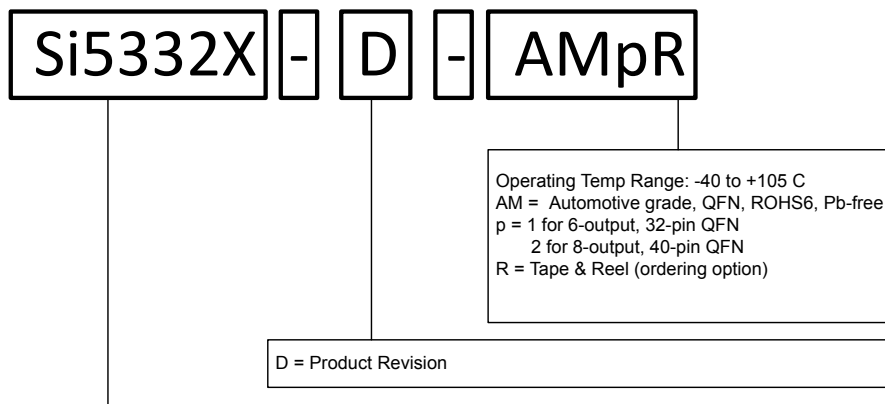 Si5332X - D - AMpR
Operating Temp Range: -40 to +105 C
AM = Automotive grade, QFN, ROHS6, Pb-free
p = 1 for 6-output, 32-pin QFN
2 for 8-output, 40-pin QFN
R = Tape & Reel (ordering option)
D = Product Revision